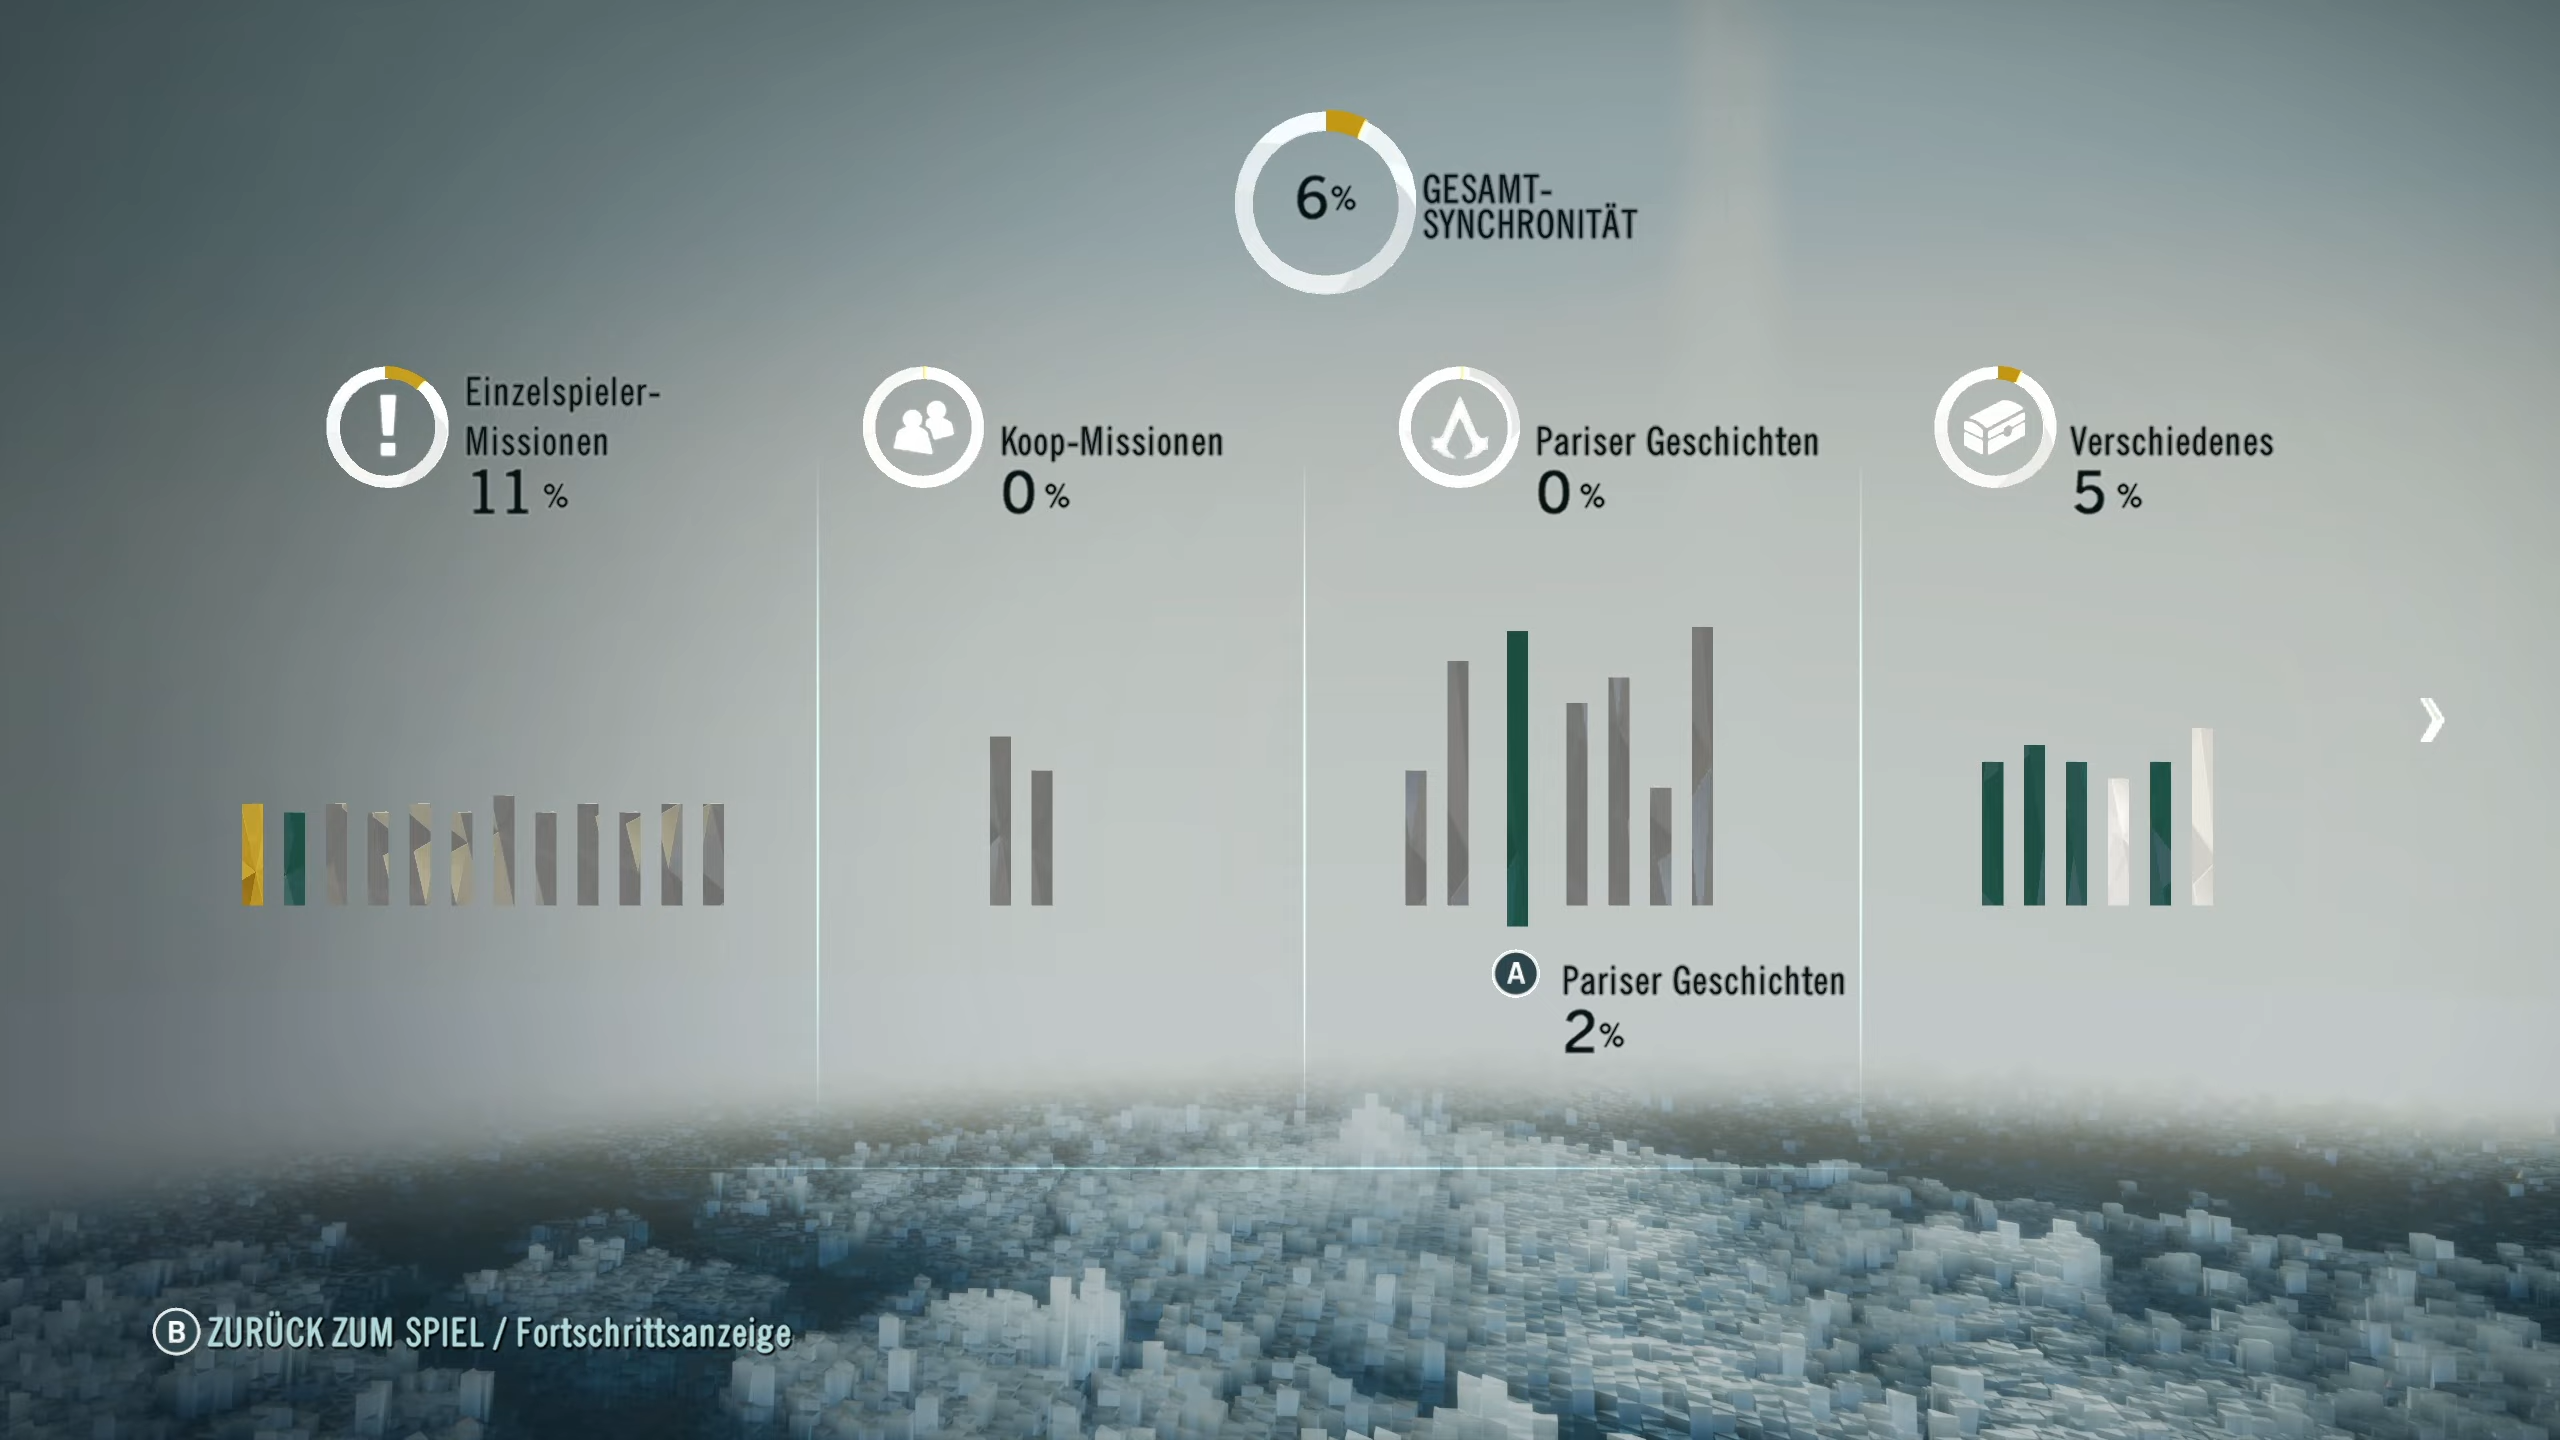 6%
GESAMT-
SYNCHRONITÄT
Einzelspieler-
Missionen
11 %
Koop-Missionen
0 %
Pariser Geschichten
0 %
Verschiedenes
5 %
A Pariser Geschichten
2%
B ZURÜCK ZUM SPIEL / Fortschrittsanzeige